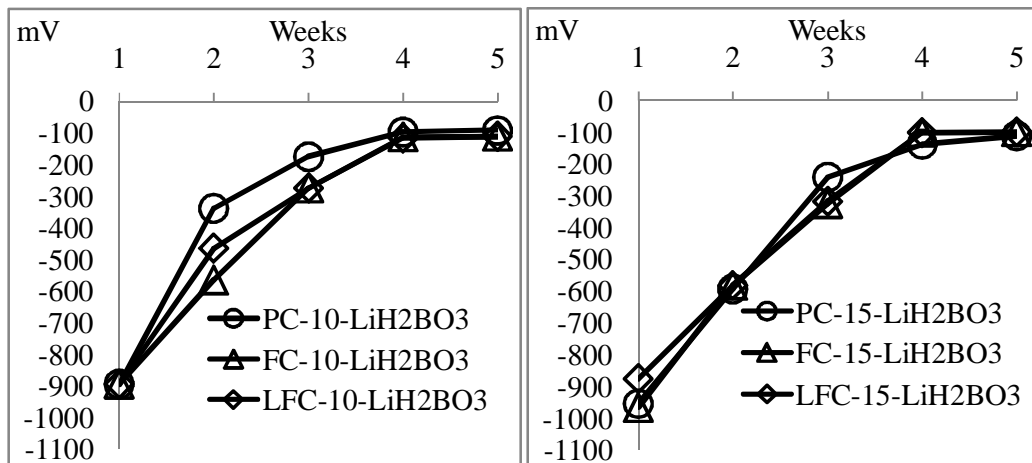 mV Weeks
1 2 3 4 5
0
-100
-200
-300
-400
-500
-600
-700
-800
-900
-1000
-1100
PC-10-LiH2BO3
FC-10-LiH2BO3
LFC-10-LiH2BO3
mV Weeks
1 2 3 4 5
0
-100
-200
-300
-400
-500
-600
-700
-800
-900
-1000
-1100
PC-15-LiH2BO3
FC-15-LiH2BO3
LFC-15-LiH2BO3